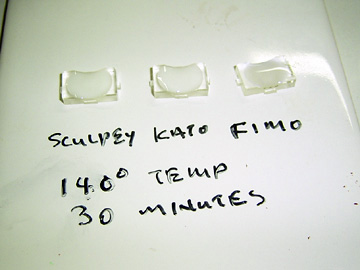 SCULPEY KATO FIMO
140° TEMP
30 MINUTES